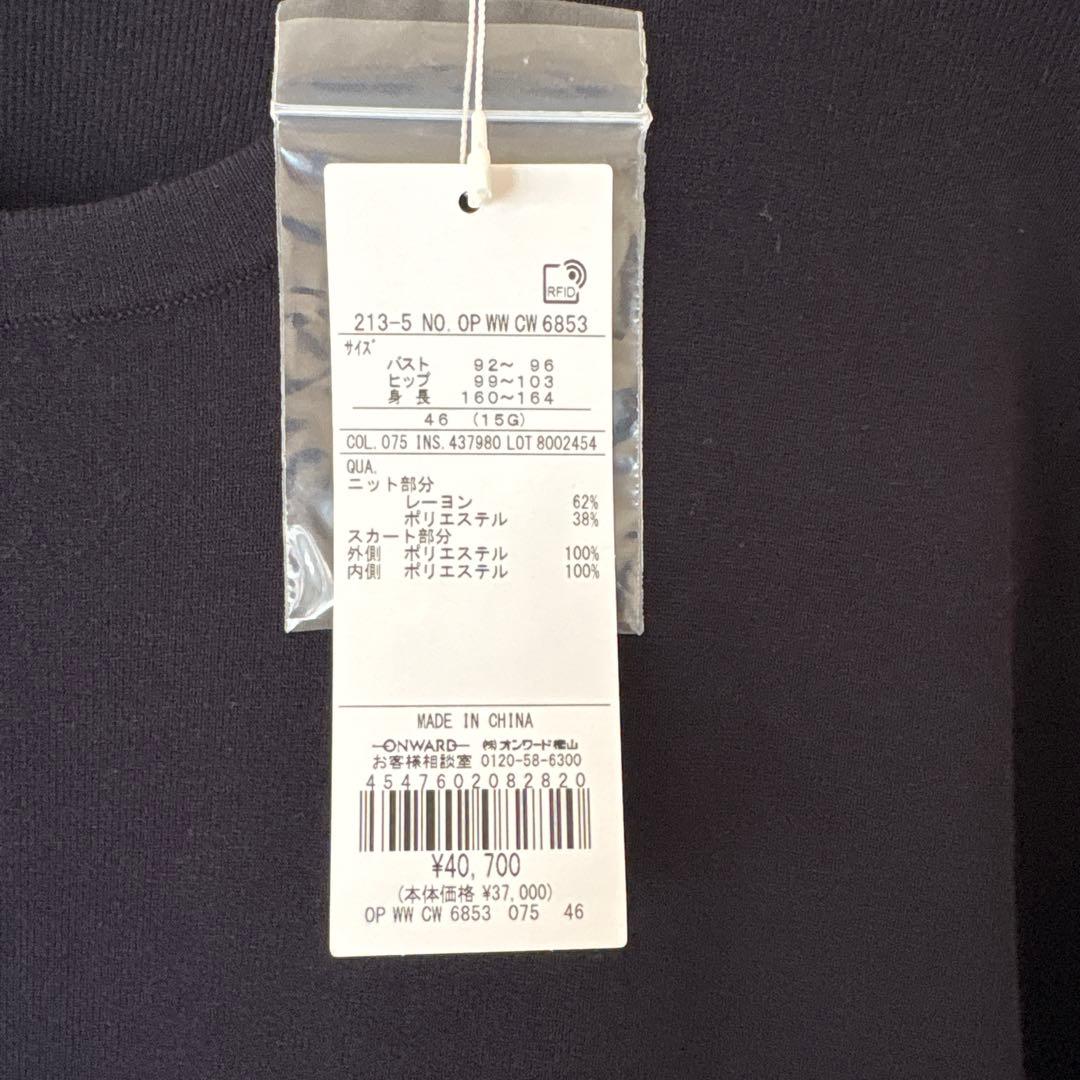 RFID
213-5 NO. OP WW CW 6853
サイズ
バスト 92〜 96
ヒップ 99〜103
身長 160〜164
46 (15G)
COL. 075 INS. 437980 LOT 8002454
QUA.
ニット部分
レーヨン 62%
ポリエステル 38%
スカート部分
外側 ポリエステル 100%
内側 ポリエステル 100%
MADE IN CHINA
ONWARD ㈱オンワード樫山
お客様相談室 0120-58-6300
4547602082820
¥40,700
(本体価格 ¥37,000)
OP WW CW 6853 075 46